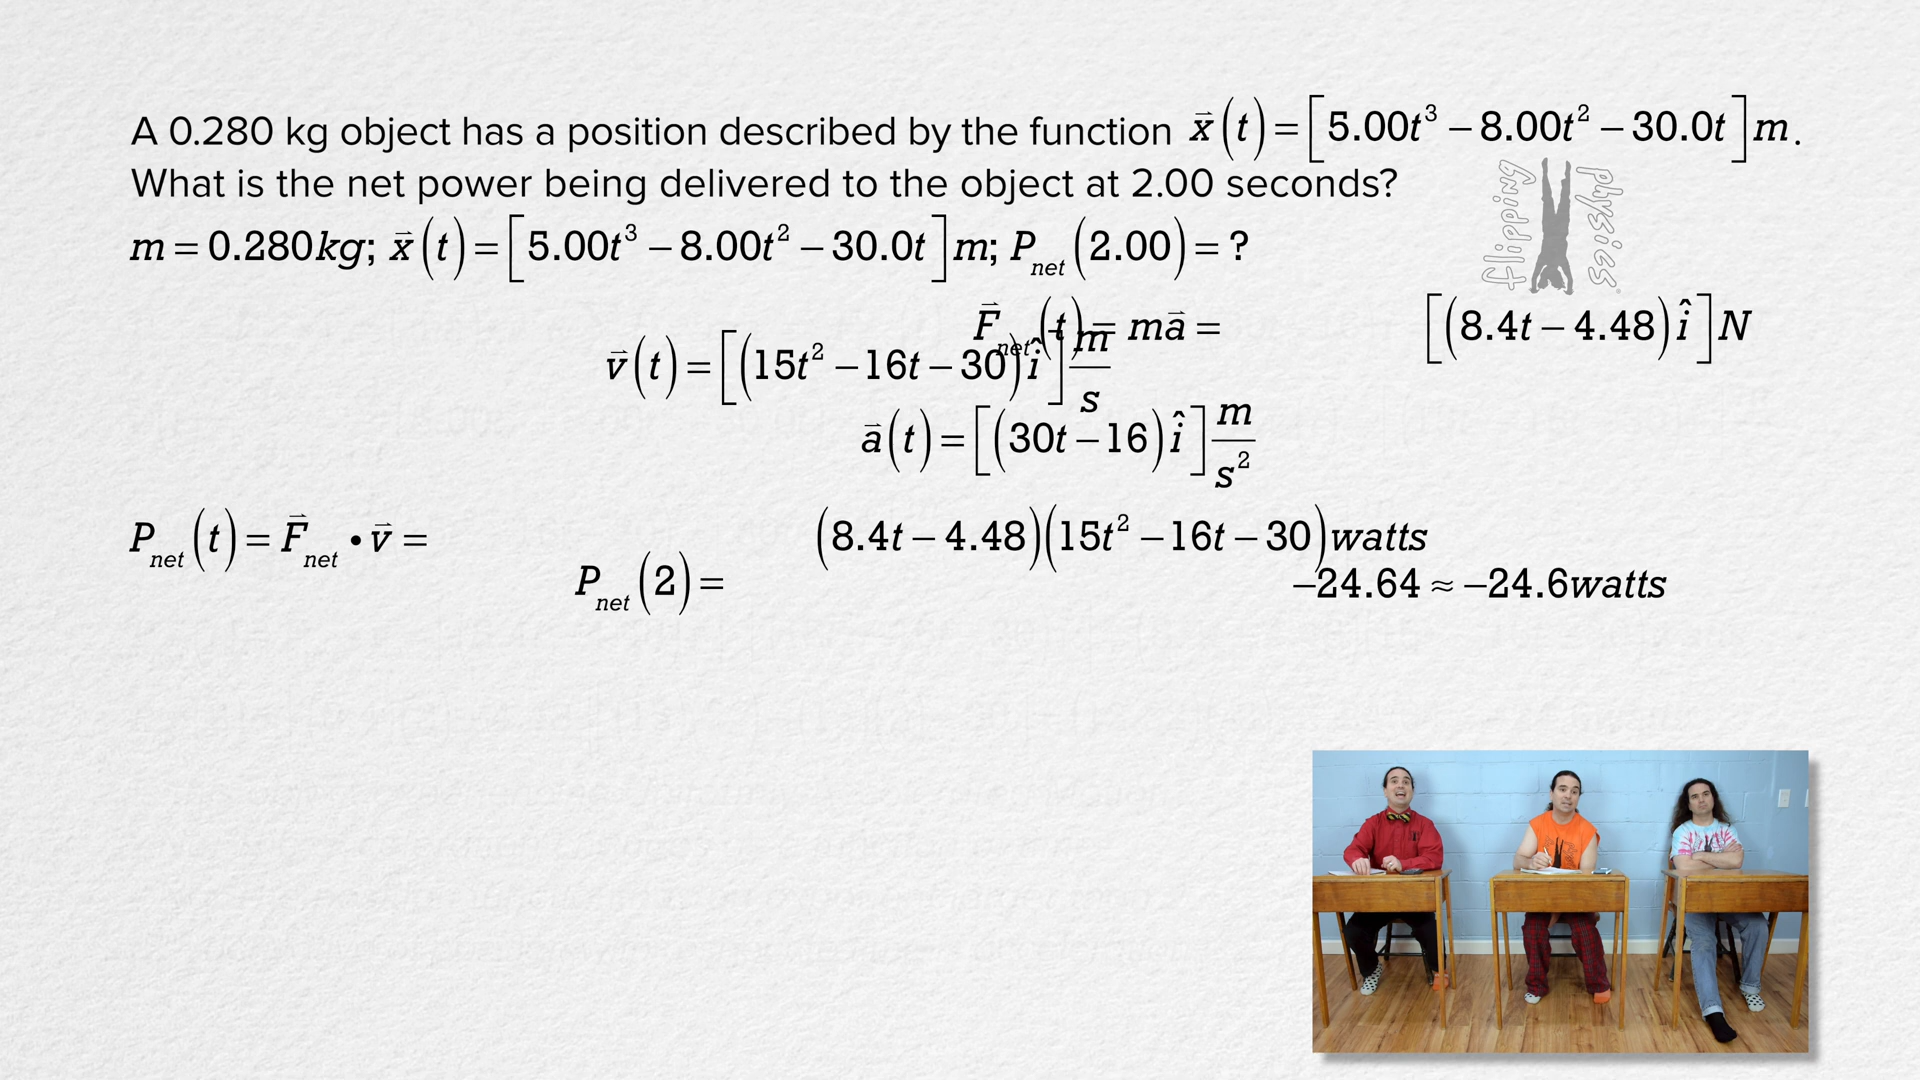 A 0.280 kg object has a position described by the function x⃗(t) = [5.00t³ – 8.00t² – 30.0t]m.
What is the net power being delivered to the object at 2.00 seconds?
flipping physics
m = 0.280kg; x⃗(t) = [5.00t³ – 8.00t² – 30.0t]m; P_net(2.00) = ?
F⃗_net(t) = ma⃗ = [(8.4t – 4.48)î]N
v⃗(t) = [(15t² – 16t – 30)î] m/s
a⃗(t) = [(30t – 16)î] m/s²
P_net(t) = F⃗_net • v⃗ = (8.4t – 4.48)(15t² – 16t – 30)watts
P_net(2) = –24.64 ≈ –24.6watts